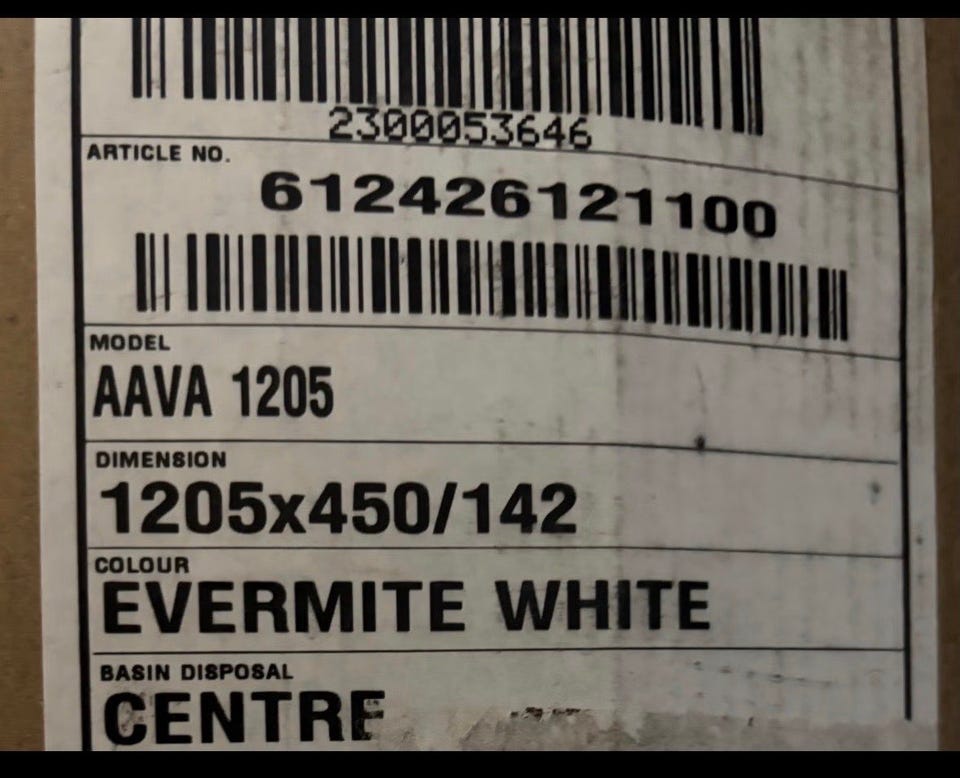 2300053646
ARTICLE NO.
612426121100
MODEL
AAVA 1205
DIMENSION
1205x450/142
COLOUR
EVERMITE WHITE
BASIN DISPOSAL
CENTRE